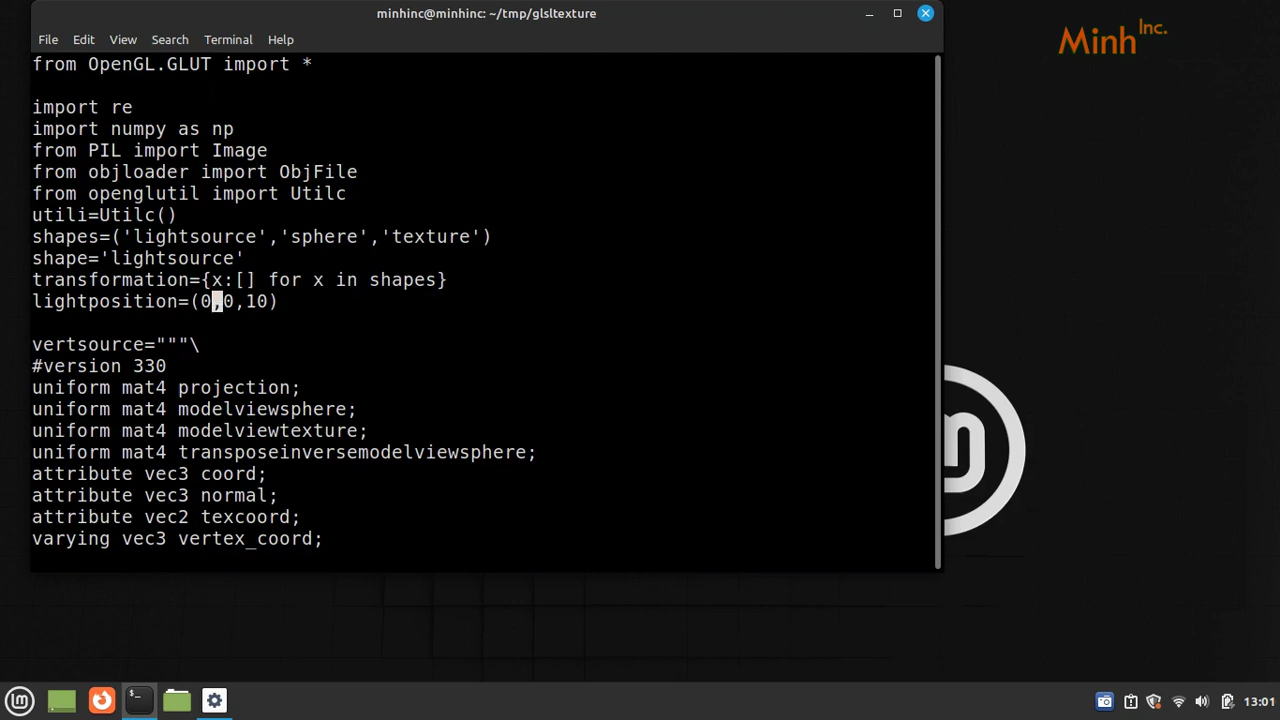 minhinc@minhinc: ~/tmp/glsltexture
File Edit View Search Terminal Help
from OpenGL.GLUT import *
import re
import numpy as np
from PIL import Image
from objloader import ObjFile
from openglutil import Utilc
utili=Utilc()
shapes=('lightsource','sphere','texture')
shape='lightsource'
transformation={x:[] for x in shapes}
lightposition=(0,0,10)
vertsource="""\
#version 330
uniform mat4 projection;
uniform mat4 modelviewsphere;
uniform mat4 modelviewtexture;
uniform mat4 transposeinversemodelviewsphere;
attribute vec3 coord;
attribute vec3 normal;
attribute vec2 texcoord;
varying vec3 vertex_coord;
Minh Inc.
13:01